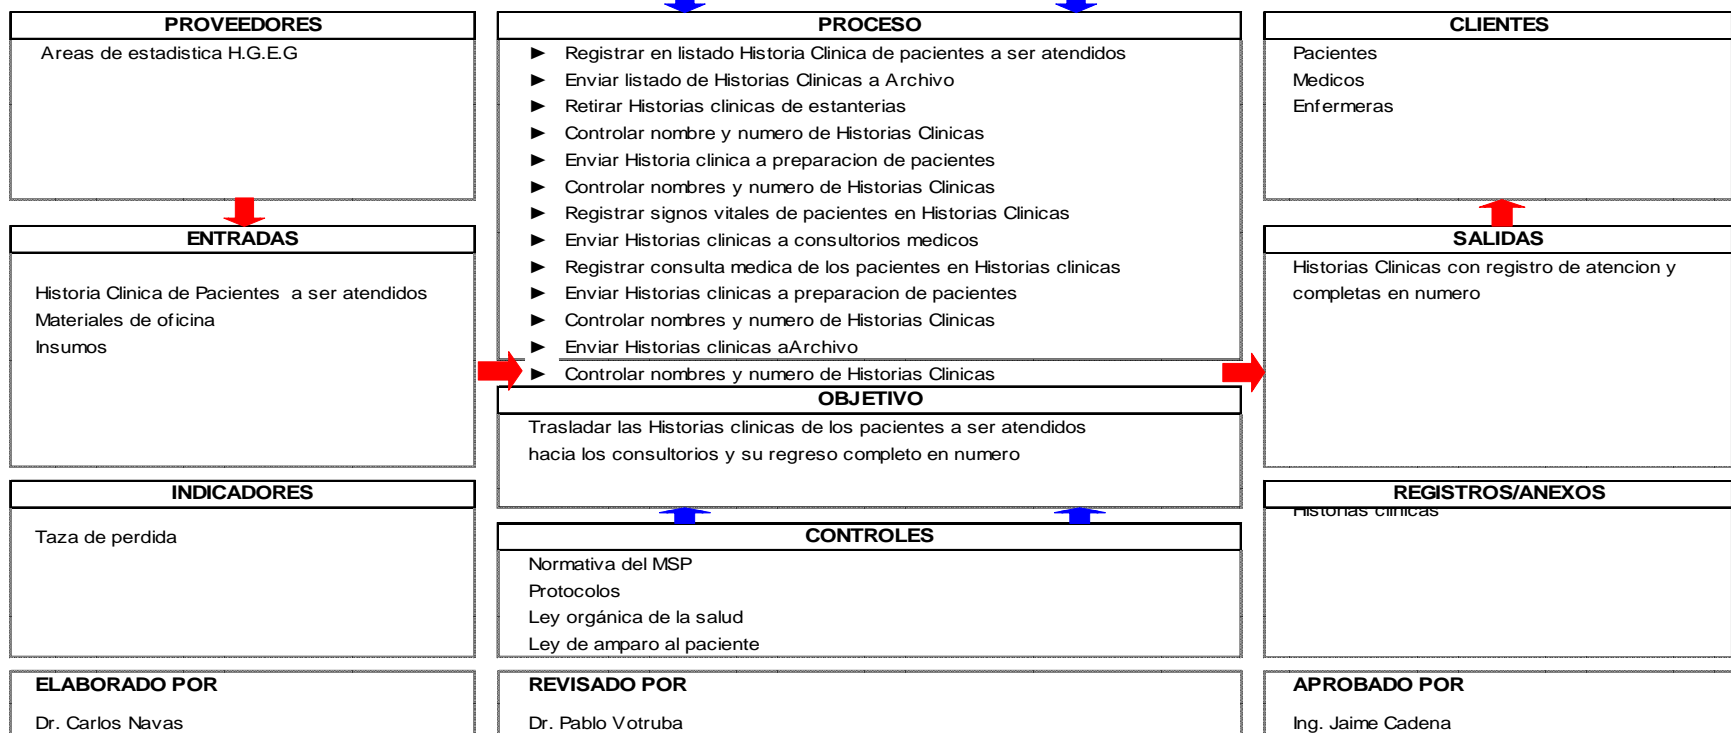 PROVEEDORES
Areas de estadistica H.G.E.G
ENTRADAS
Historia Clinica de Pacientes a ser atendidos
Materiales de oficina
Insumos
INDICADORES
Taza de perdida
ELABORADO POR
Dr. Carlos Navas
PROCESO
► Registrar en listado Historia Clinica de pacientes a ser atendidos
► Enviar listado de Historias Clinicas a Archivo
► Retirar Historias clinicas de estanterias
► Controlar nombre y numero de Historias Clinicas
► Enviar Historia clinica a preparacion de pacientes
► Controlar nombres y numero de Historias Clinicas
► Registrar signos vitales de pacientes en Historias Clinicas
► Enviar Historias clinicas a consultorios medicos
► Registrar consulta medica de los pacientes en Historias clinicas
► Enviar Historias clinicas a preparacion de pacientes
► Controlar nombres y numero de Historias Clinicas
► Enviar Historias clinicas aArchivo
► Controlar nombres y numero de Historias Clinicas
OBJETIVO
Trasladar las Historias clinicas de los pacientes a ser atendidos
hacia los consultorios y su regreso completo en numero
CONTROLES
Normativa del MSP
Protocolos
Ley orgánica de la salud
Ley de amparo al paciente
REVISADO POR
Dr. Pablo Votruba
CLIENTES
Pacientes
Medicos
Enfermeras
SALIDAS
Historias Clinicas con registro de atencion y
completas en numero
REGISTROS/ANEXOS
Historias clinicas
APROBADO POR
Ing. Jaime Cadena